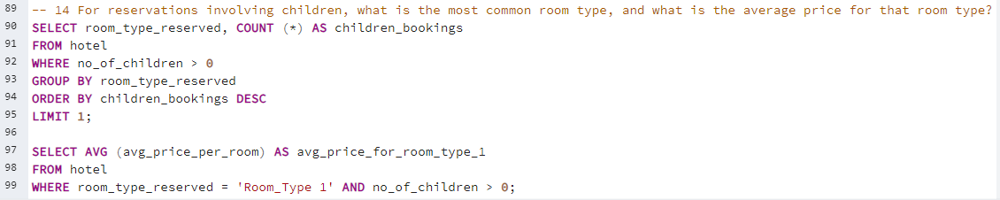 89 -- 14 For reservations involving children, what is the most common room type, and what is the average price for that room type?
90 SELECT room_type_reserved, COUNT (*) AS children_bookings
91 FROM hotel
92 WHERE no_of_children > 0
93 GROUP BY room_type_reserved
94 ORDER BY children_bookings DESC
95 LIMIT 1;
96
97 SELECT AVG (avg_price_per_room) AS avg_price_for_room_type_1
98 FROM hotel
99 WHERE room_type_reserved = 'Room_Type 1' AND no_of_children > 0;